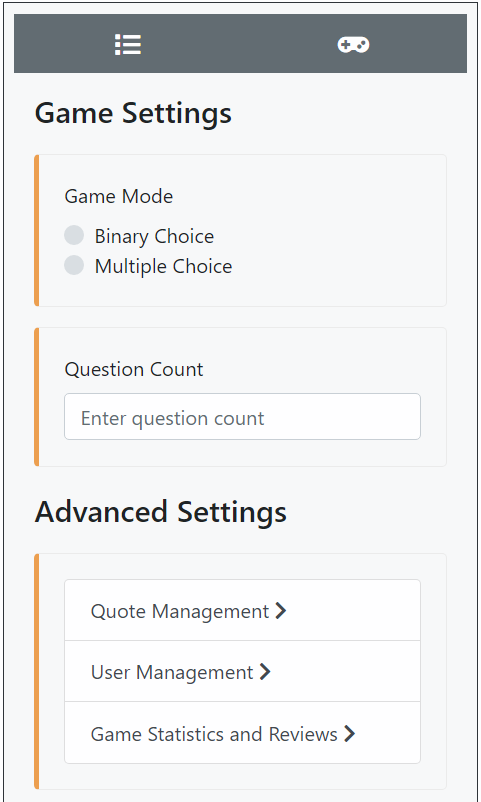 Game Settings
Game Mode
Binary Choice
Multiple Choice
Question Count
Enter question count
Advanced Settings
Quote Management
User Management
Game Statistics and Reviews